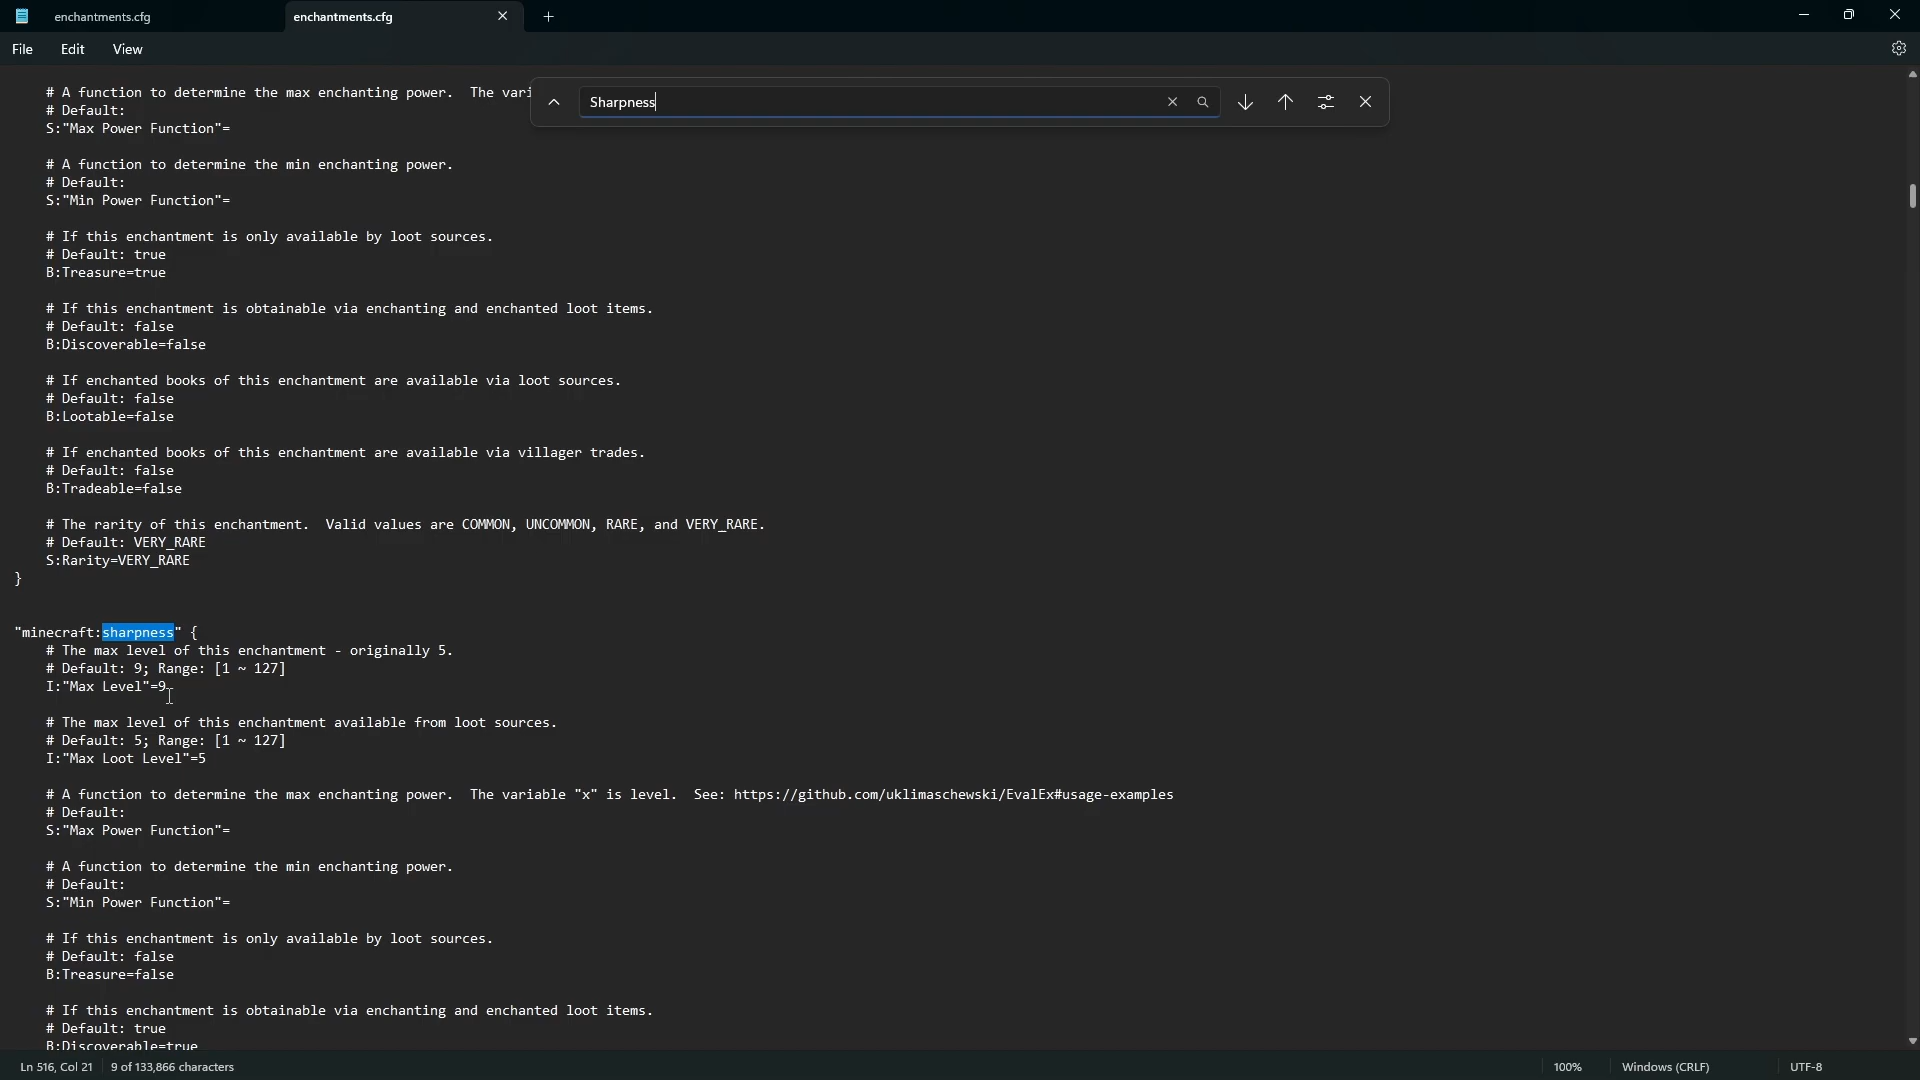 enchantments.cfg
enchantments.cfg
File Edit View
# A function to determine the max enchanting power.  The vari
Sharpness
# Default:
S:"Max Power Function"=
# A function to determine the min enchanting power.
# Default:
S:"Min Power Function"=
# If this enchantment is only available by loot sources.
# Default: true
B:Treasure=true
# If this enchantment is obtainable via enchanting and enchanted loot items.
# Default: false
B:Discoverable=false
# If enchanted books of this enchantment are available via loot sources.
# Default: false
B:Lootable=false
# If enchanted books of this enchantment are available via villager trades.
# Default: false
B:Tradeable=false
# The rarity of this enchantment.  Valid values are COMMON, UNCOMMON, RARE, and VERY_RARE.
# Default: VERY_RARE
S:Rarity=VERY_RARE
}
"minecraft:sharpness" {
# The max level of this enchantment - originally 5.
# Default: 9; Range: [1 ~ 127]
I:"Max Level"=9
# The max level of this enchantment available from loot sources.
# Default: 5; Range: [1 ~ 127]
I:"Max Loot Level"=5
# A function to determine the max enchanting power.  The variable "x" is level.  See: https://github.com/uklimaschewski/EvalEx#usage-examples
# Default:
S:"Max Power Function"=
# A function to determine the min enchanting power.
# Default:
S:"Min Power Function"=
# If this enchantment is only available by loot sources.
# Default: false
B:Treasure=false
# If this enchantment is obtainable via enchanting and enchanted loot items.
# Default: true
B:Discoverable=true
Ln 516, Col 21 9 of 133,866 characters 100% Windows (CRLF) UTF-8